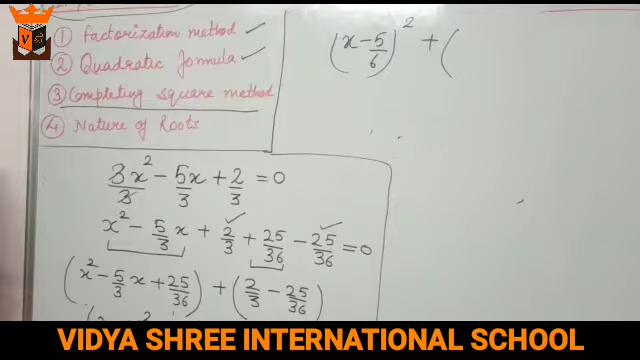 ① Factorization method ✓
② Quadratic formula ✓
③ Completing square method
④ Nature of Roots
3x²/3 - 5x/3 + 2/3 = 0
x² - 5/3 x + 2/3 + 25/36 - 25/36 = 0
(x² - 5/3 x + 25/36) + (2/3 - 25/36)
(x - 5/6)² + (
VIDYA SHREE INTERNATIONAL SCHOOL